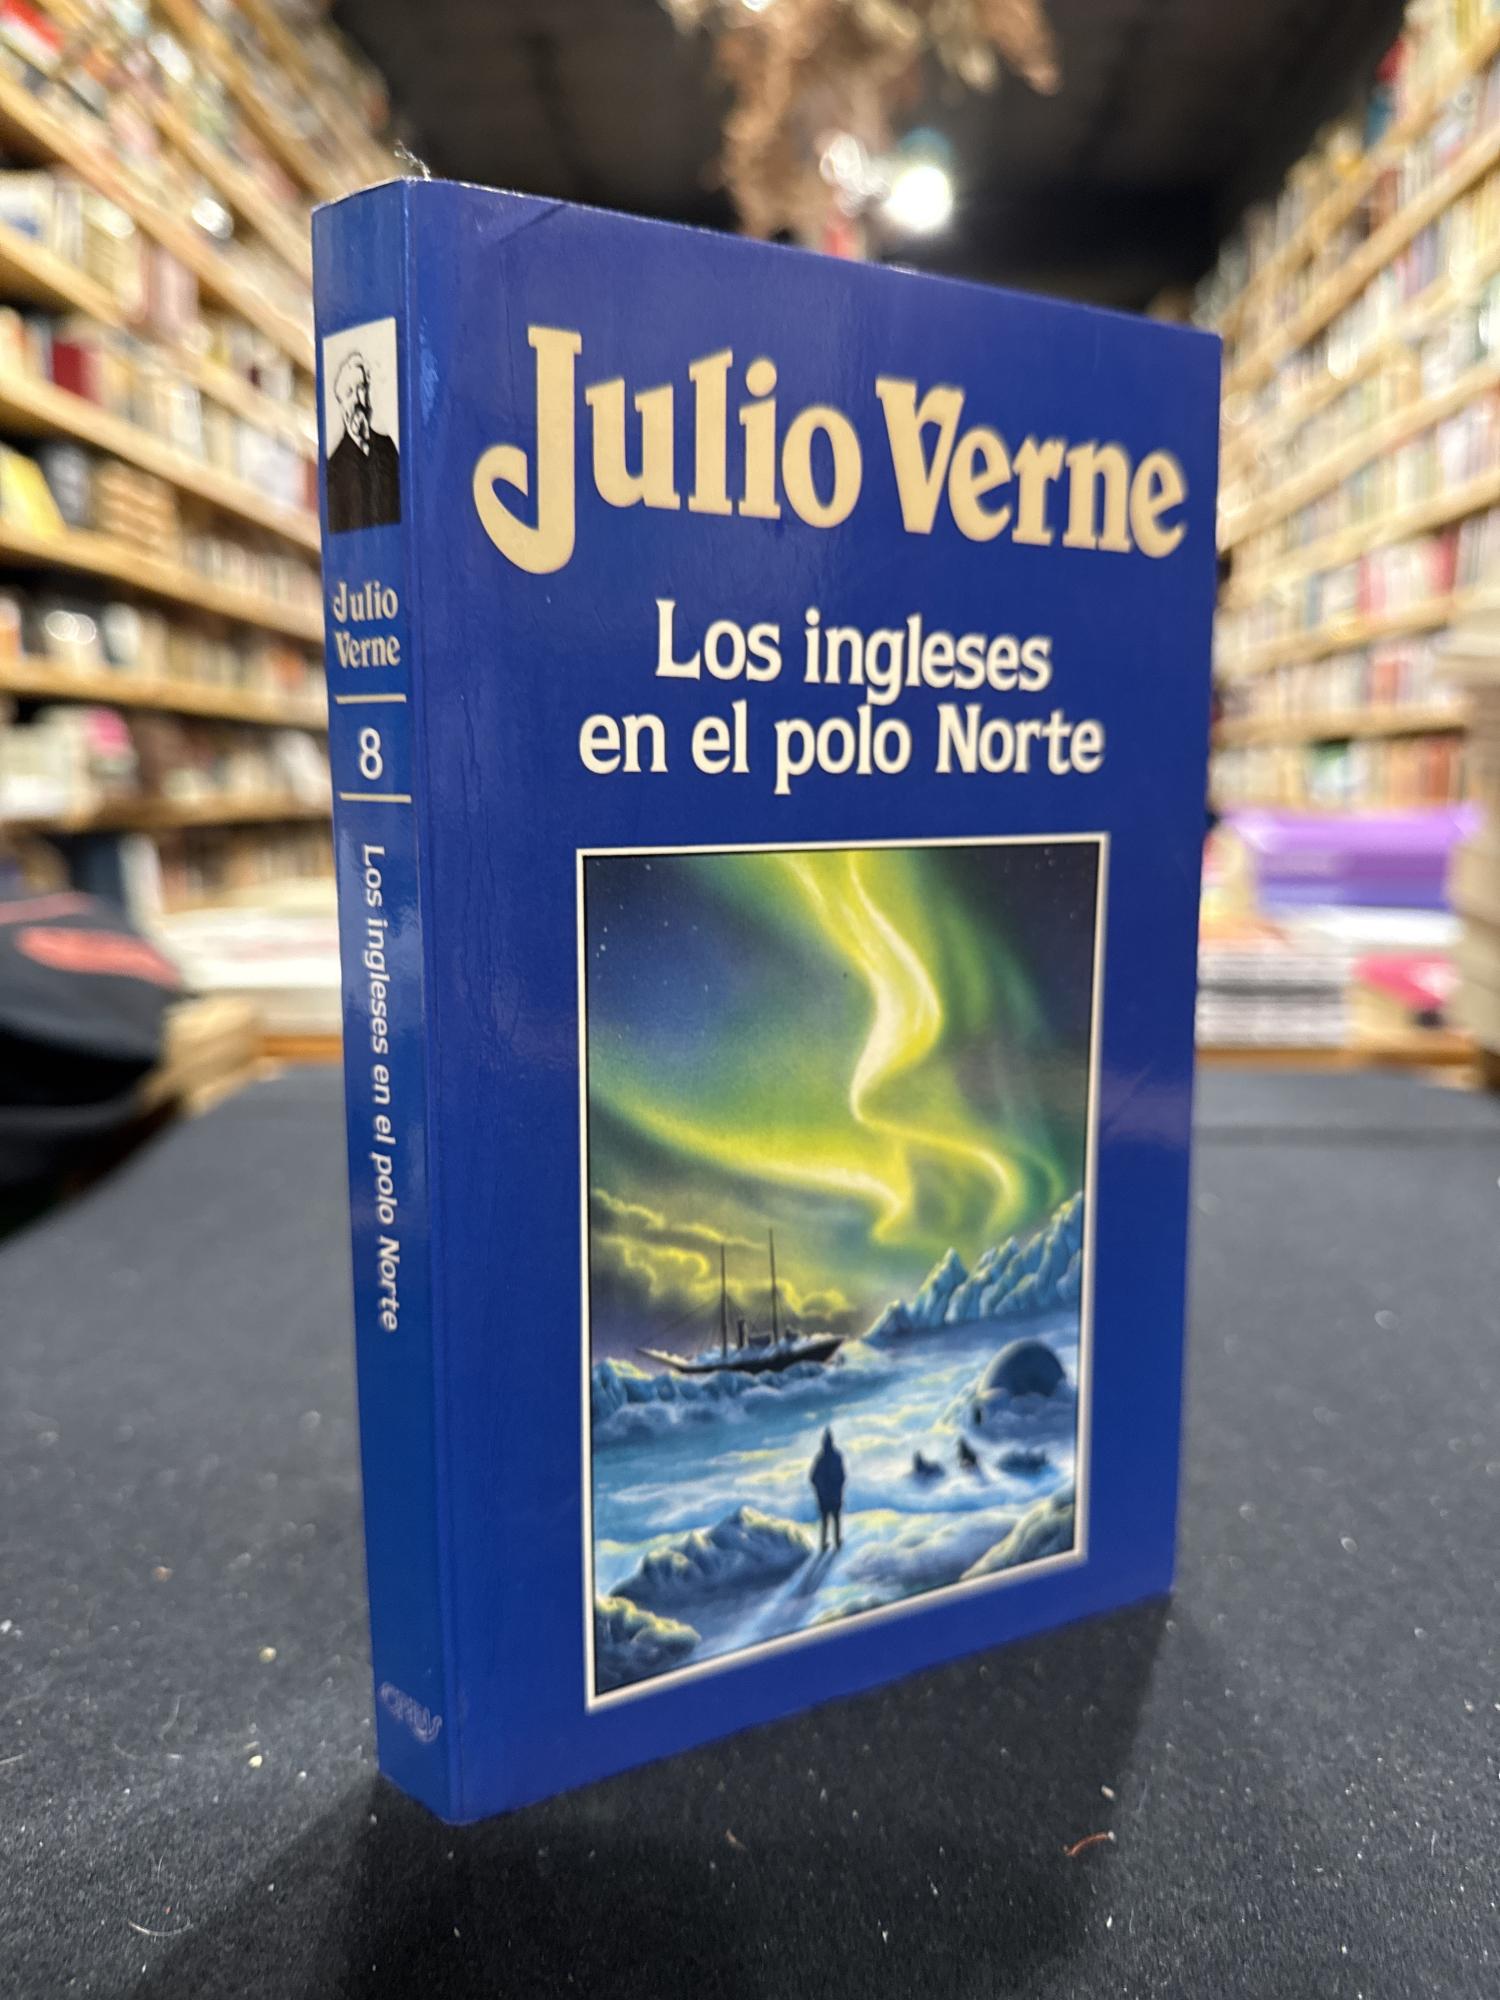 Julio Verne
Los ingleses
en el polo Norte
Julio
Verne
8
Los ingleses en el polo Norte